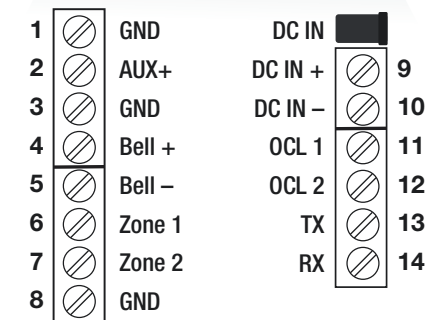 1 GND
2 AUX+
3 GND
4 Bell +
5 Bell –
6 Zone 1
7 Zone 2
8 GND
DC IN
DC IN + 9
DC IN – 10
OCL 1 11
OCL 2 12
TX 13
RX 14